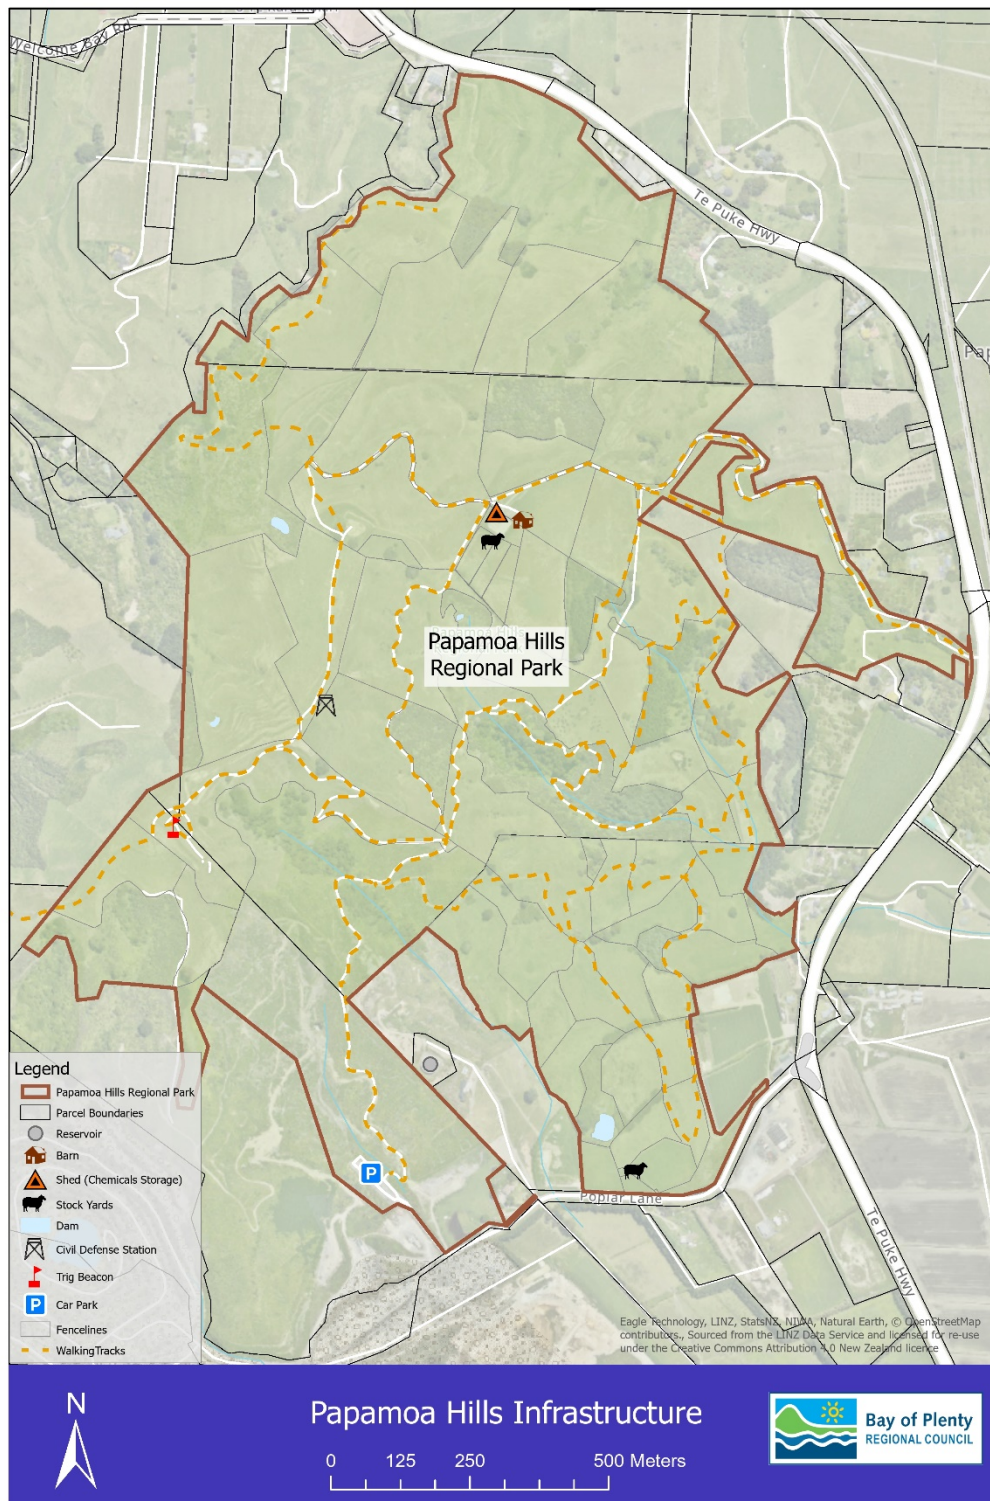 Welcome Bay Rd
Te Puke Hwy
Pap
Papamoa Hills
Regional Park
Legend
Papamoa Hills Regional Park
Parcel Boundaries
Reservoir
Barn
Shed (Chemicals Storage)
Stock Yards
Dam
Civil Defense Station
Trig Beacon
P Car Park
Fencelines
WalkingTracks
P
Poplar Lane
Te Puke Hwy
Eagle Technology, LINZ, StatsNZ, NIWA, Natural Earth, © OpenStreetMap
contributors., Sourced from the LINZ Data Service and licensed for re-use
under the Creative Commons Attribution 4.0 New Zealand licence
N
Papamoa Hills Infrastructure
0 125 250 500 Meters
Bay of Plenty
REGIONAL COUNCIL